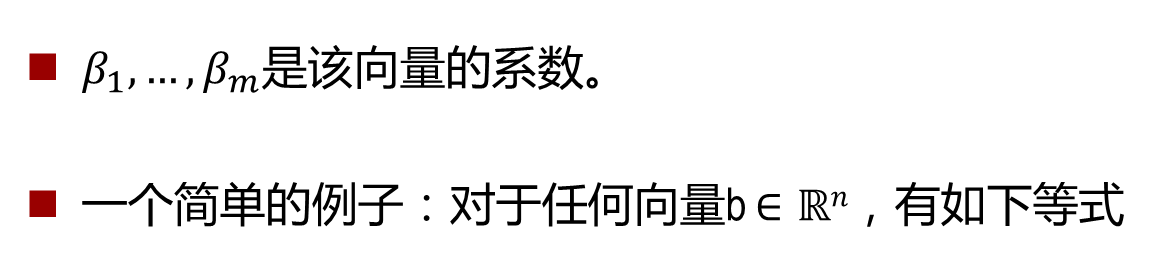 ■ β₁, … , βₘ是该向量的系数。
■ 一个简单的例子：对于任何向量b ∈ ℝⁿ，有如下等式